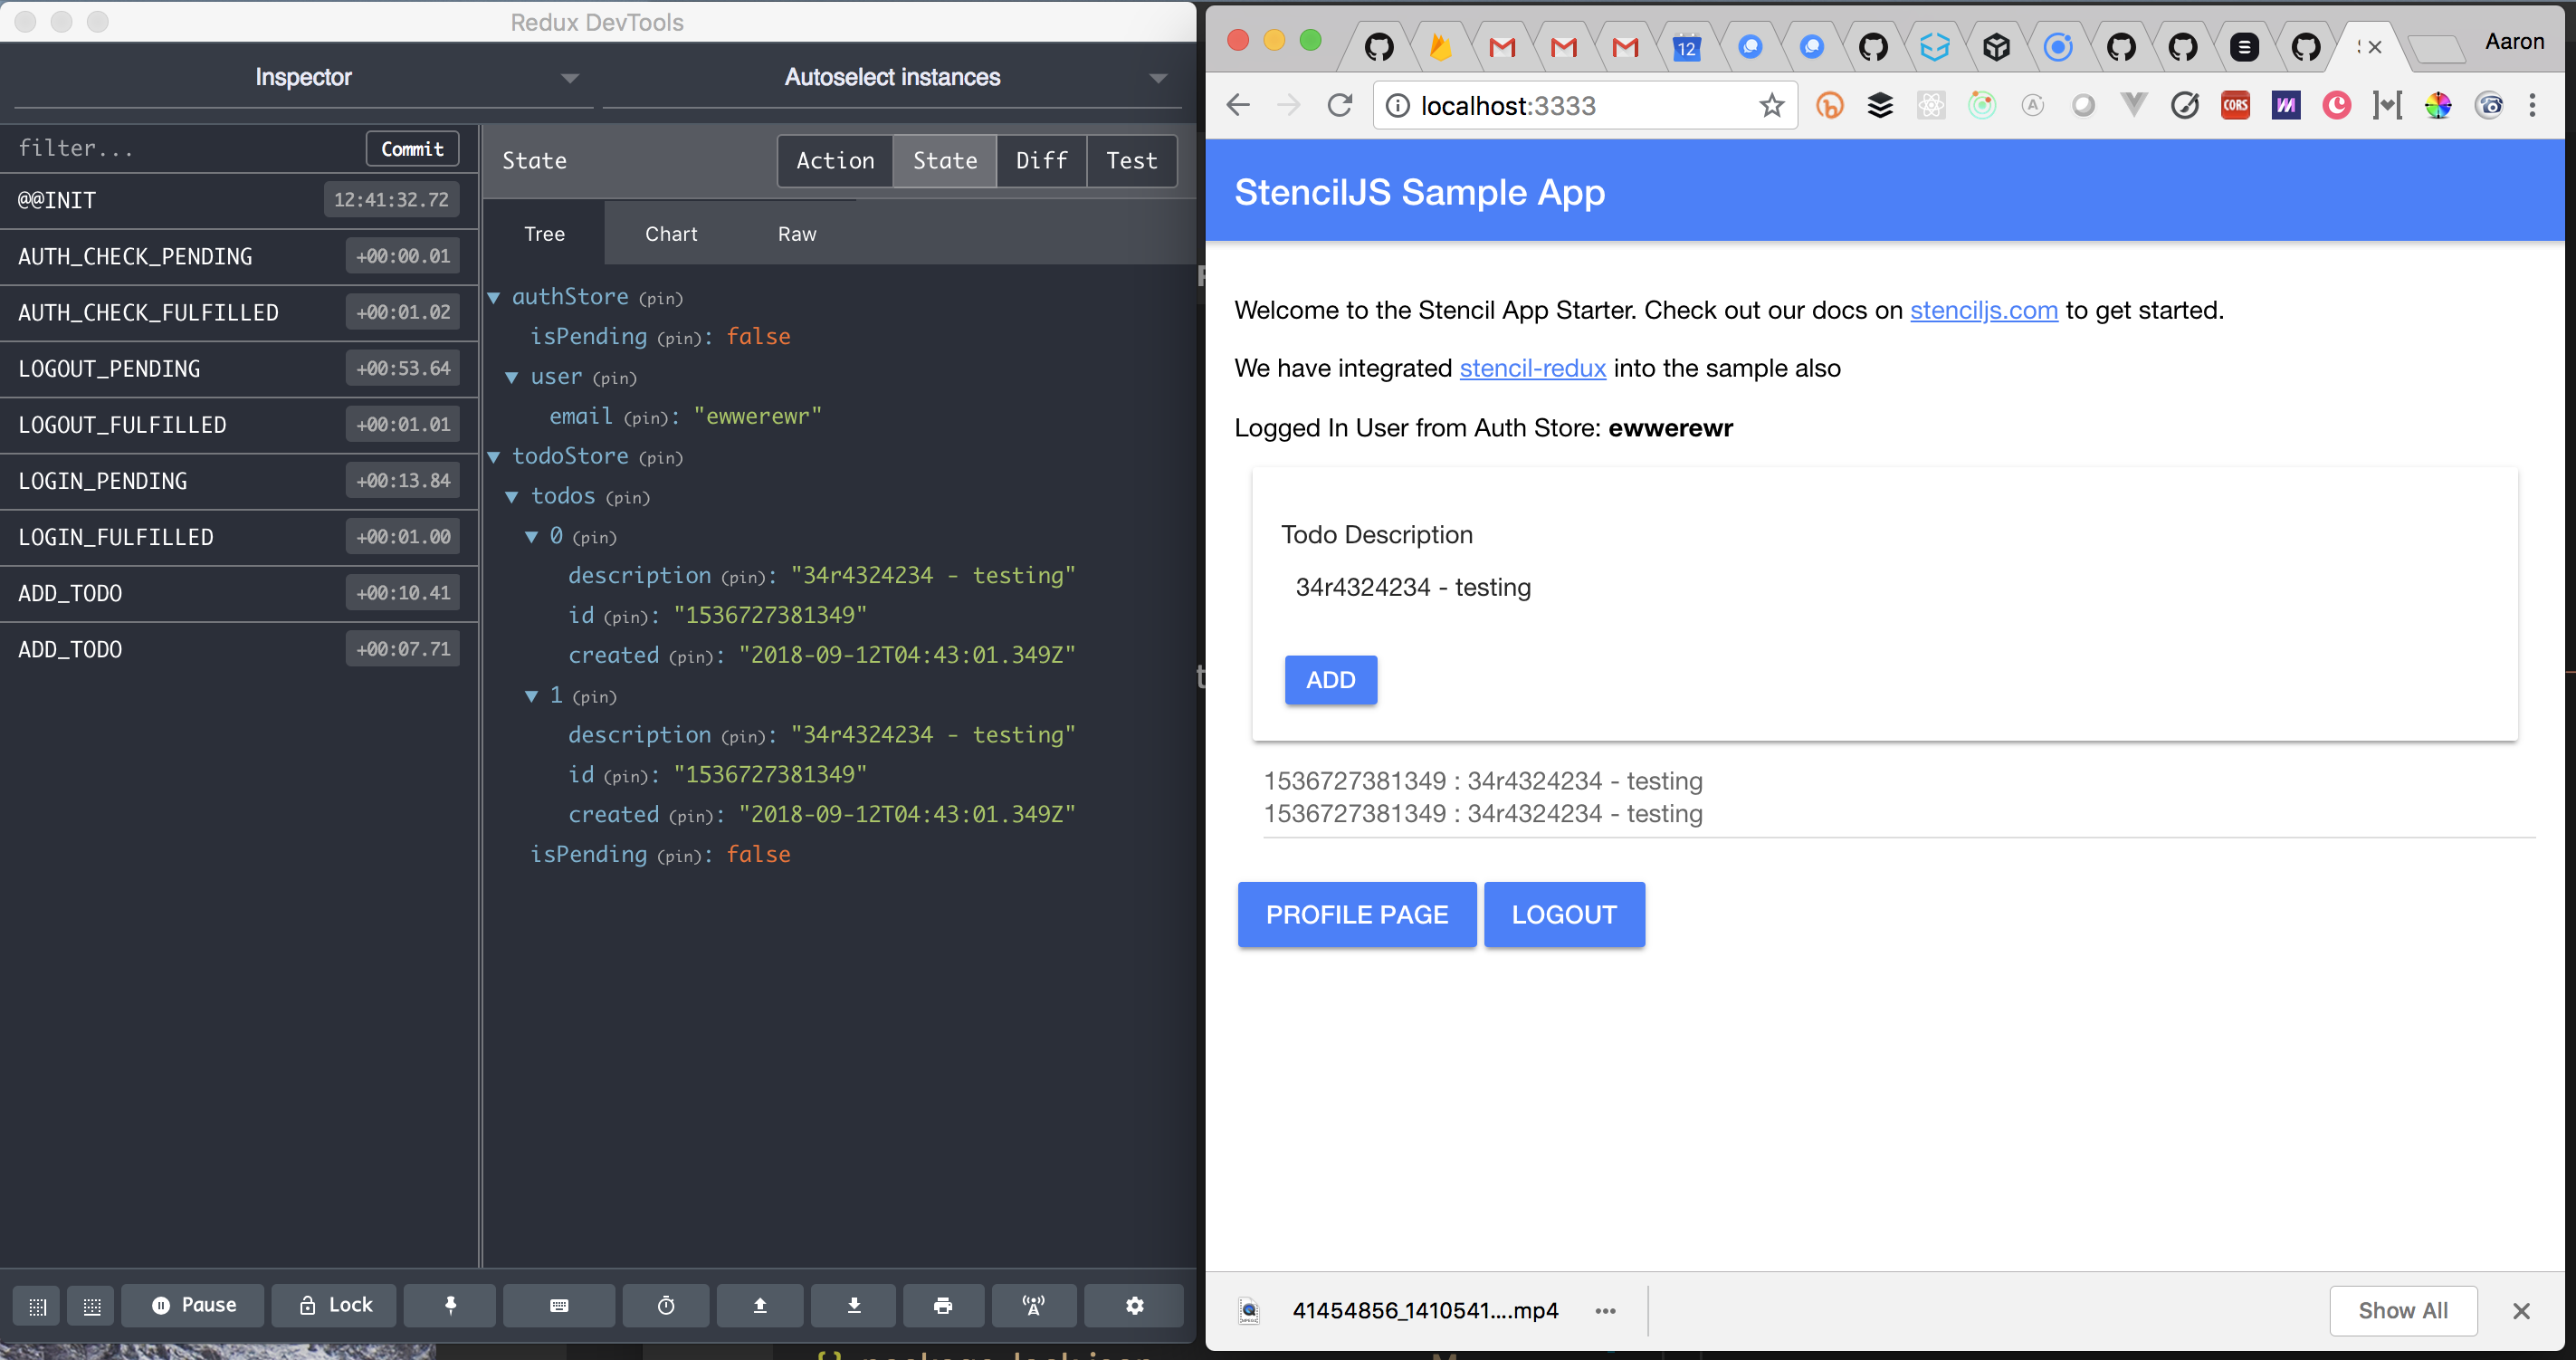 Redux DevTools
Inspector
Autoselect instances
filter...
Commit
@@INIT 12:41:32.72
AUTH_CHECK_PENDING +00:00.01
AUTH_CHECK_FULFILLED +00:01.02
LOGOUT_PENDING +00:53.64
LOGOUT_FULFILLED +00:01.01
LOGIN_PENDING +00:13.84
LOGIN_FULFILLED +00:01.00
ADD_TODO +00:10.41
ADD_TODO +00:07.71
State
Action State Diff Test
Tree Chart Raw
authStore (pin)
isPending (pin): false
user (pin)
email (pin): "ewwerewr"
todoStore (pin)
todos (pin)
0 (pin)
description (pin): "34r4324234 - testing"
id (pin): "1536727381349"
created (pin): "2018-09-12T04:43:01.349Z"
1 (pin)
description (pin): "34r4324234 - testing"
id (pin): "1536727381349"
created (pin): "2018-09-12T04:43:01.349Z"
isPending (pin): false
Pause
Lock
12
Aaron
localhost:3333
CORS
StencilJS Sample App
Welcome to the Stencil App Starter. Check out our docs on stenciljs.com to get started.
We have integrated stencil-redux into the sample also
Logged In User from Auth Store: ewwerewr
Todo Description
34r4324234 - testing
ADD
1536727381349 : 34r4324234 - testing
1536727381349 : 34r4324234 - testing
PROFILE PAGE
LOGOUT
41454856_1410541....mp4
Show All